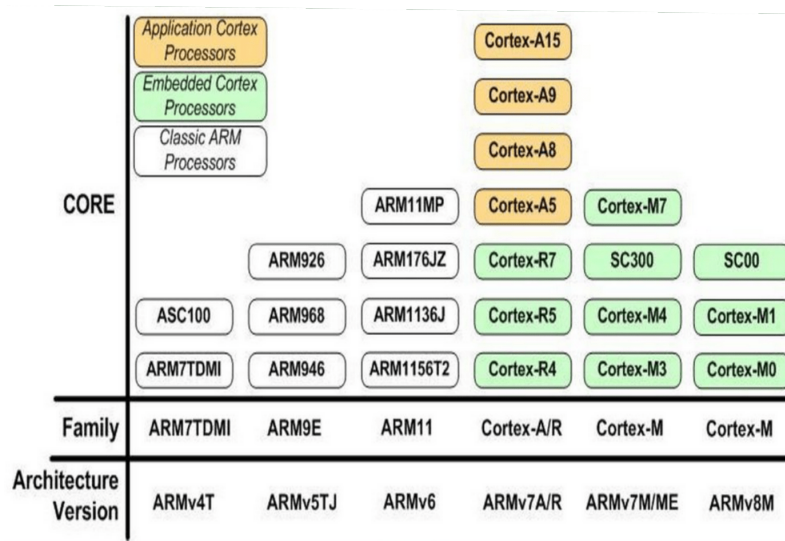 Application Cortex
Processors
Embedded Cortex
Processors
Classic ARM
Processors
Cortex-A15
Cortex-A9
Cortex-A8
CORE
ARM11MP
Cortex-A5
Cortex-M7
ARM926
ARM176JZ
Cortex-R7
SC300
SC00
ASC100
ARM968
ARM1136J
Cortex-R5
Cortex-M4
Cortex-M1
ARM7TDMI
ARM946
ARM1156T2
Cortex-R4
Cortex-M3
Cortex-M0
Family
ARM7TDMI
ARM9E
ARM11
Cortex-A/R
Cortex-M
Cortex-M
Architecture
Version
ARMv4T
ARMv5TJ
ARMv6
ARMv7A/R
ARMv7M/ME
ARMv8M